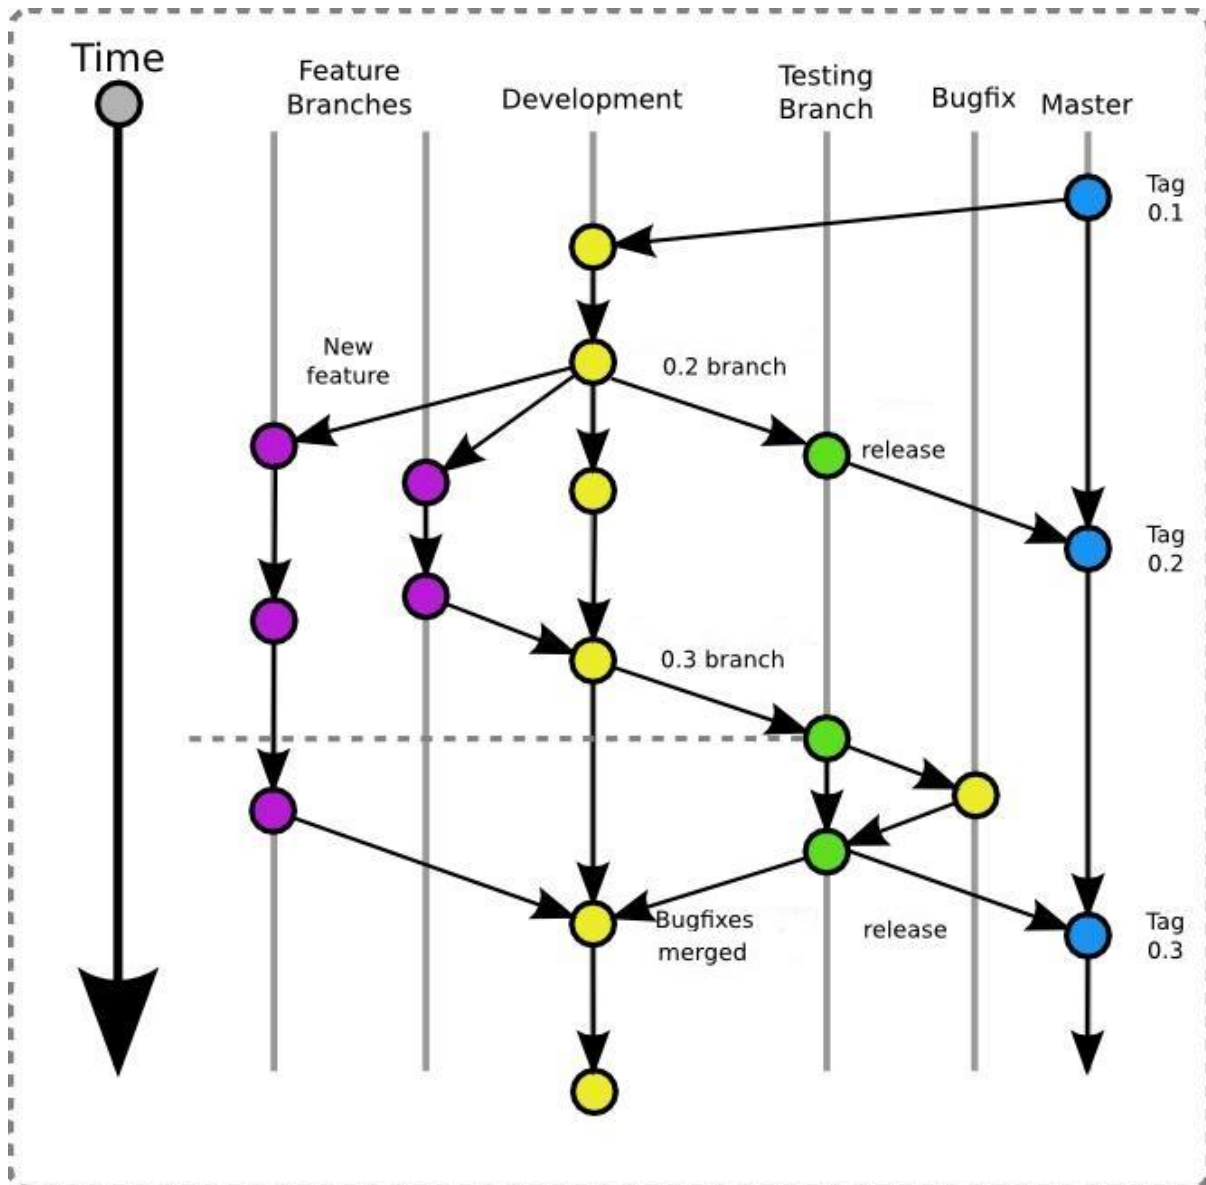 Time
Feature
Branches
Development
Testing
Branch
Bugfix
Master
Tag
0.1
New
feature
0.2 branch
release
Tag
0.2
0.3 branch
Bugfixes
merged
release
Tag
0.3